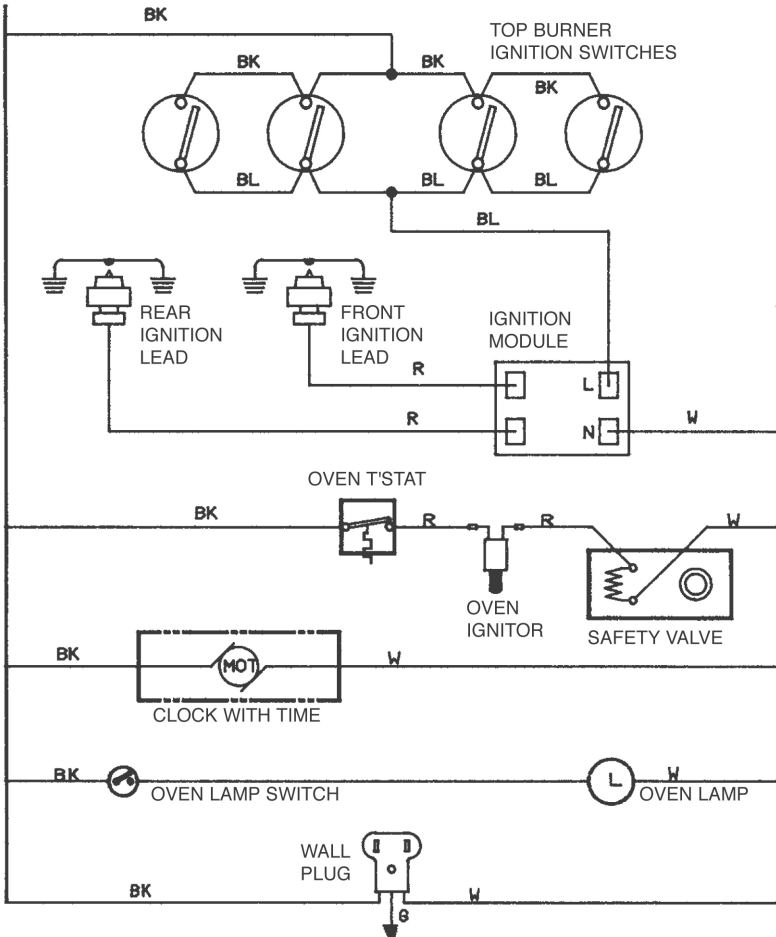 BK
TOP BURNER
IGNITION SWITCHES
BK
BK
BK
BL
BL
BL
BL
REAR
IGNITION
LEAD
FRONT
IGNITION
LEAD
IGNITION
MODULE
R
L
R
N
W
OVEN T'STAT
BK
R
R
W
OVEN
IGNITOR
SAFETY VALVE
BK
MOT
W
CLOCK WITH TIME
BK
OVEN LAMP SWITCH
L
W
OVEN LAMP
WALL
PLUG
BK
W
G